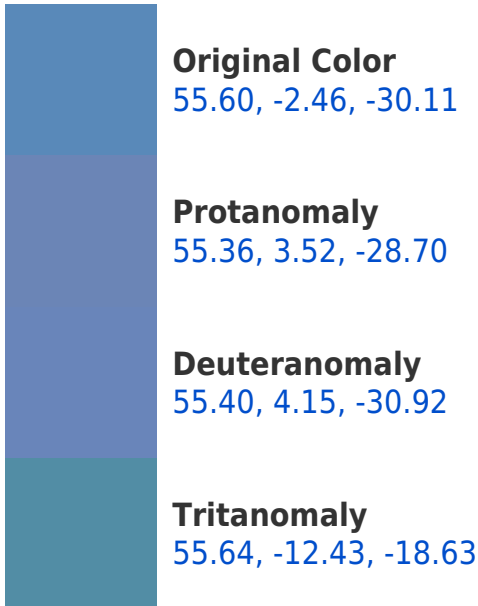 Original Color
55.60, -2.46, -30.11
Protanomaly
55.36, 3.52, -28.70
Deuteranomaly
55.40, 4.15, -30.92
Tritanomaly
55.64, -12.43, -18.63